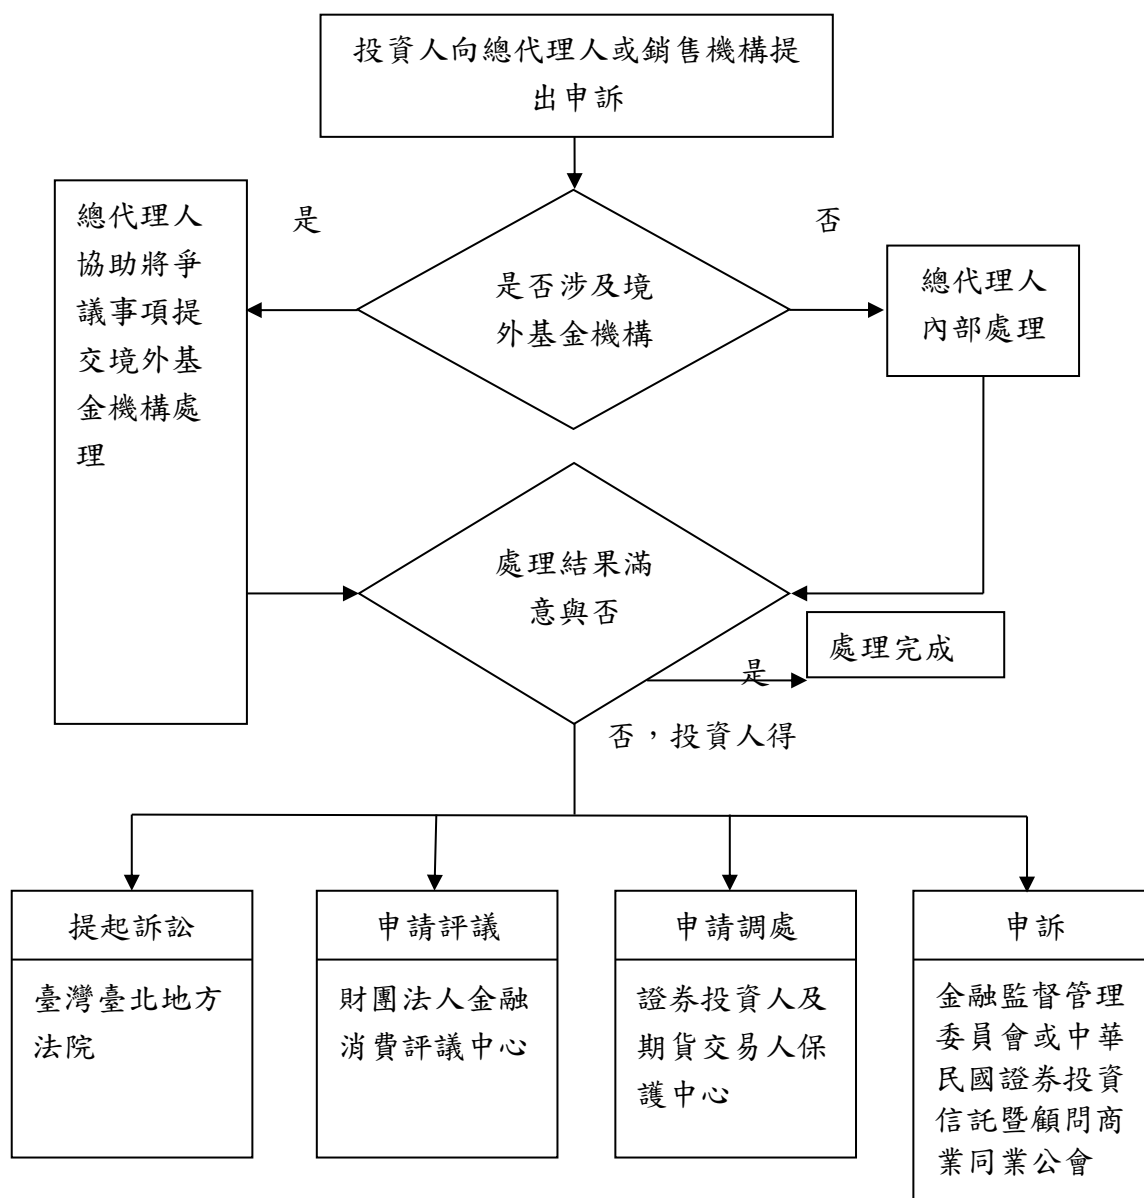 投資人向總代理人或銷售機構提
出申訴
是
否
總代理人
協助將爭
議事項提
交境外基
金機構處
理
是否涉及境
外基金機構
總代理人
內部處理
處理結果滿
意與否
處理完成
是
否，投資人得
提起訴訟
臺灣臺北地方
法院
申請評議
財團法人金融
消費評議中心
申請調處
證券投資人及
期貨交易人保
護中心
申訴
金融監督管理
委員會或中華
民國證券投資
信託暨顧問商
業同業公會